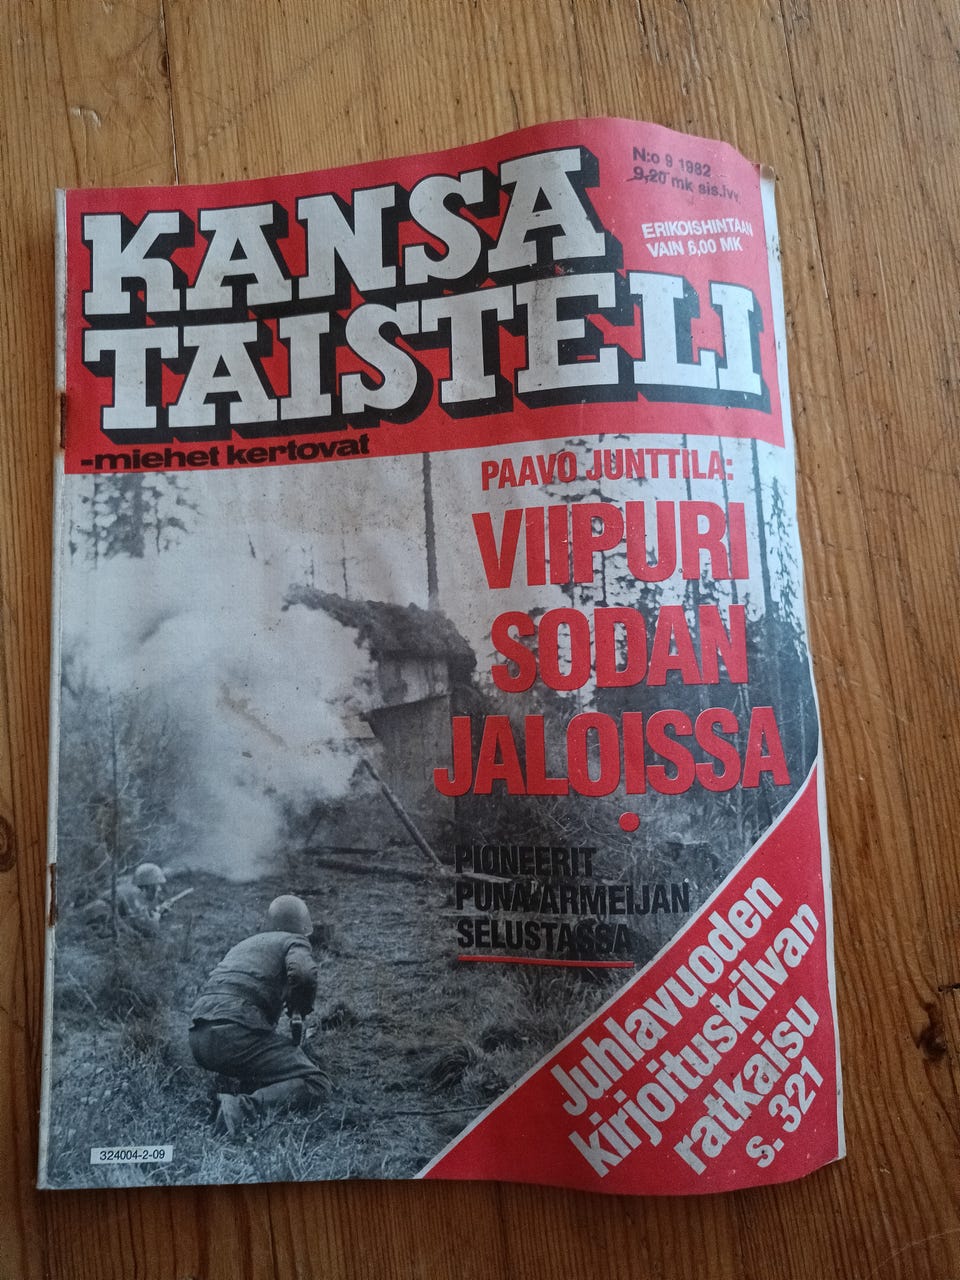 KANSA
TAISTELI
-miehet kertovat
N:o 9 1982
9,20 mk sis.lvv
ERIKOISHINTAAN
VAIN 6,00 MK
PAAVO JUNTTILA:
VIIPURI
SODAN
JALOISSA
PIONEERIT
PUNA-ARMEIJAN
SELUSTASSA
Juhlavuoden
kirjoituskilvan
ratkaisu
s. 321
324004-2-09